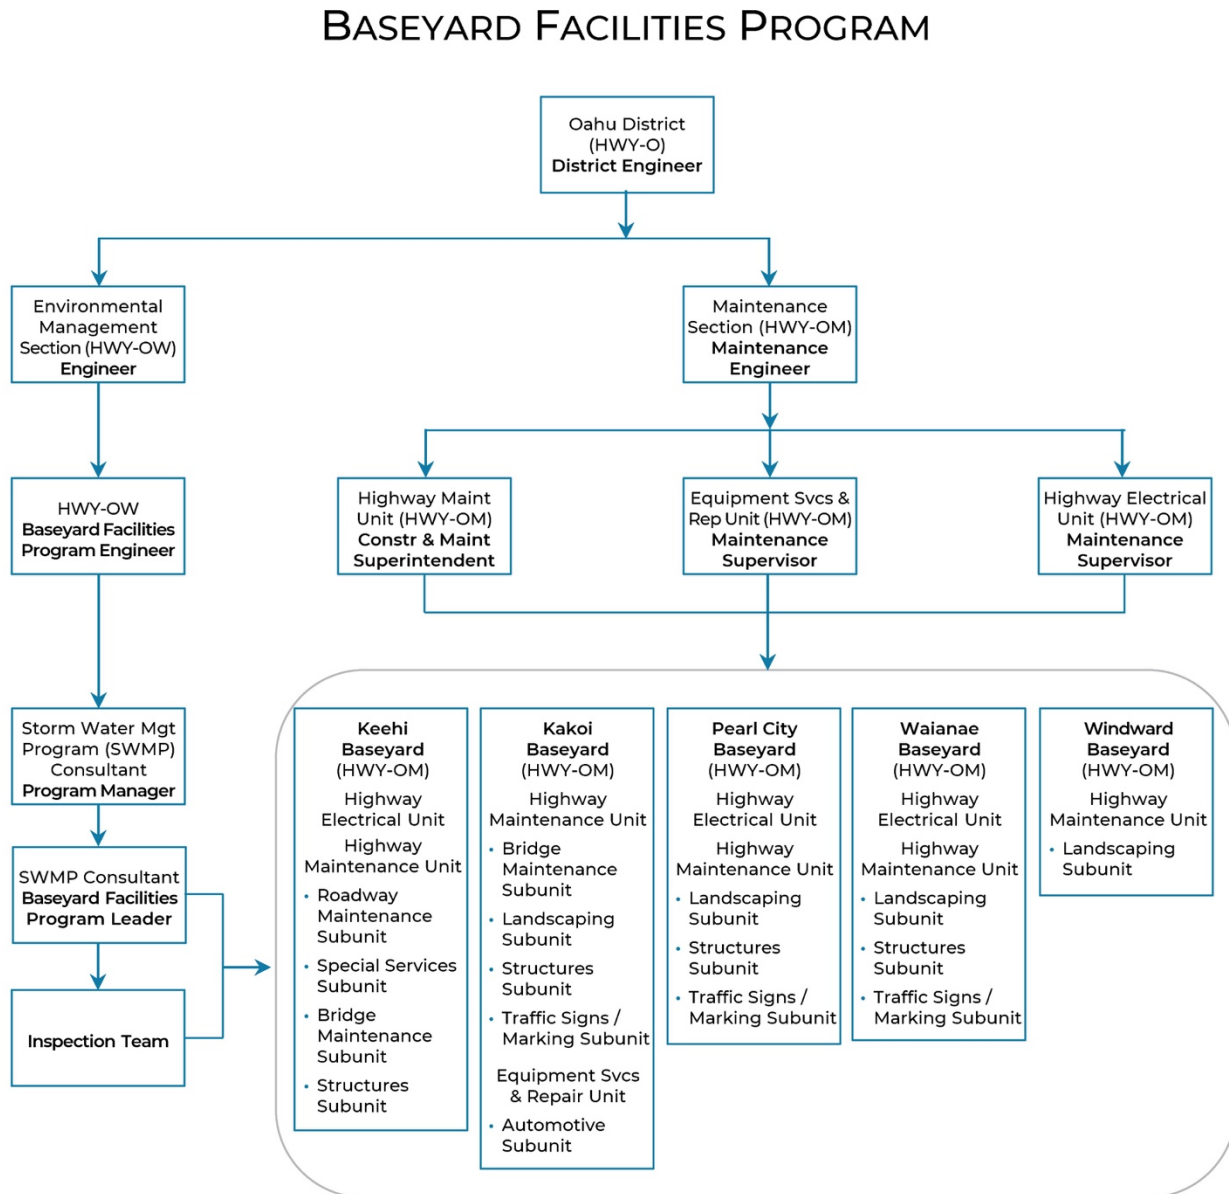 BASEYARD FACILITIES PROGRAM
Oahu District
(HWY-O)
District Engineer
Environmental
Management
Section (HWY-OW)
Engineer
Maintenance
Section (HWY-OM)
Maintenance
Engineer
HWY-OW
Baseyard Facilities
Program Engineer
Highway Maint
Unit (HWY-OM)
Constr & Maint
Superintendent
Equipment Svcs &
Rep Unit (HWY-OM)
Maintenance
Supervisor
Highway Electrical
Unit (HWY-OM)
Maintenance
Supervisor
Storm Water Mgt
Program (SWMP)
Consultant
Program Manager
SWMP Consultant
Baseyard Facilities
Program Leader
Inspection Team
Keehi
Baseyard
(HWY-OM)
Highway
Electrical Unit
Highway
Maintenance Unit
• Roadway
Maintenance
Subunit
• Special Services
Subunit
• Bridge
Maintenance
Subunit
• Structures
Subunit
Kakoi
Baseyard
(HWY-OM)
Highway
Maintenance Unit
• Bridge
Maintenance
Subunit
• Landscaping
Subunit
• Structures
Subunit
• Traffic Signs /
Marking Subunit
Equipment Svcs
& Repair Unit
• Automotive
Subunit
Pearl City
Baseyard
(HWY-OM)
Highway
Electrical Unit
Highway
Maintenance Unit
• Landscaping
Subunit
• Structures
Subunit
• Traffic Signs /
Marking Subunit
Waianae
Baseyard
(HWY-OM)
Highway
Electrical Unit
Highway
Maintenance Unit
• Landscaping
Subunit
• Structures
Subunit
• Traffic Signs /
Marking Subunit
Windward
Baseyard
(HWY-OM)
Highway
Maintenance Unit
• Landscaping
Subunit